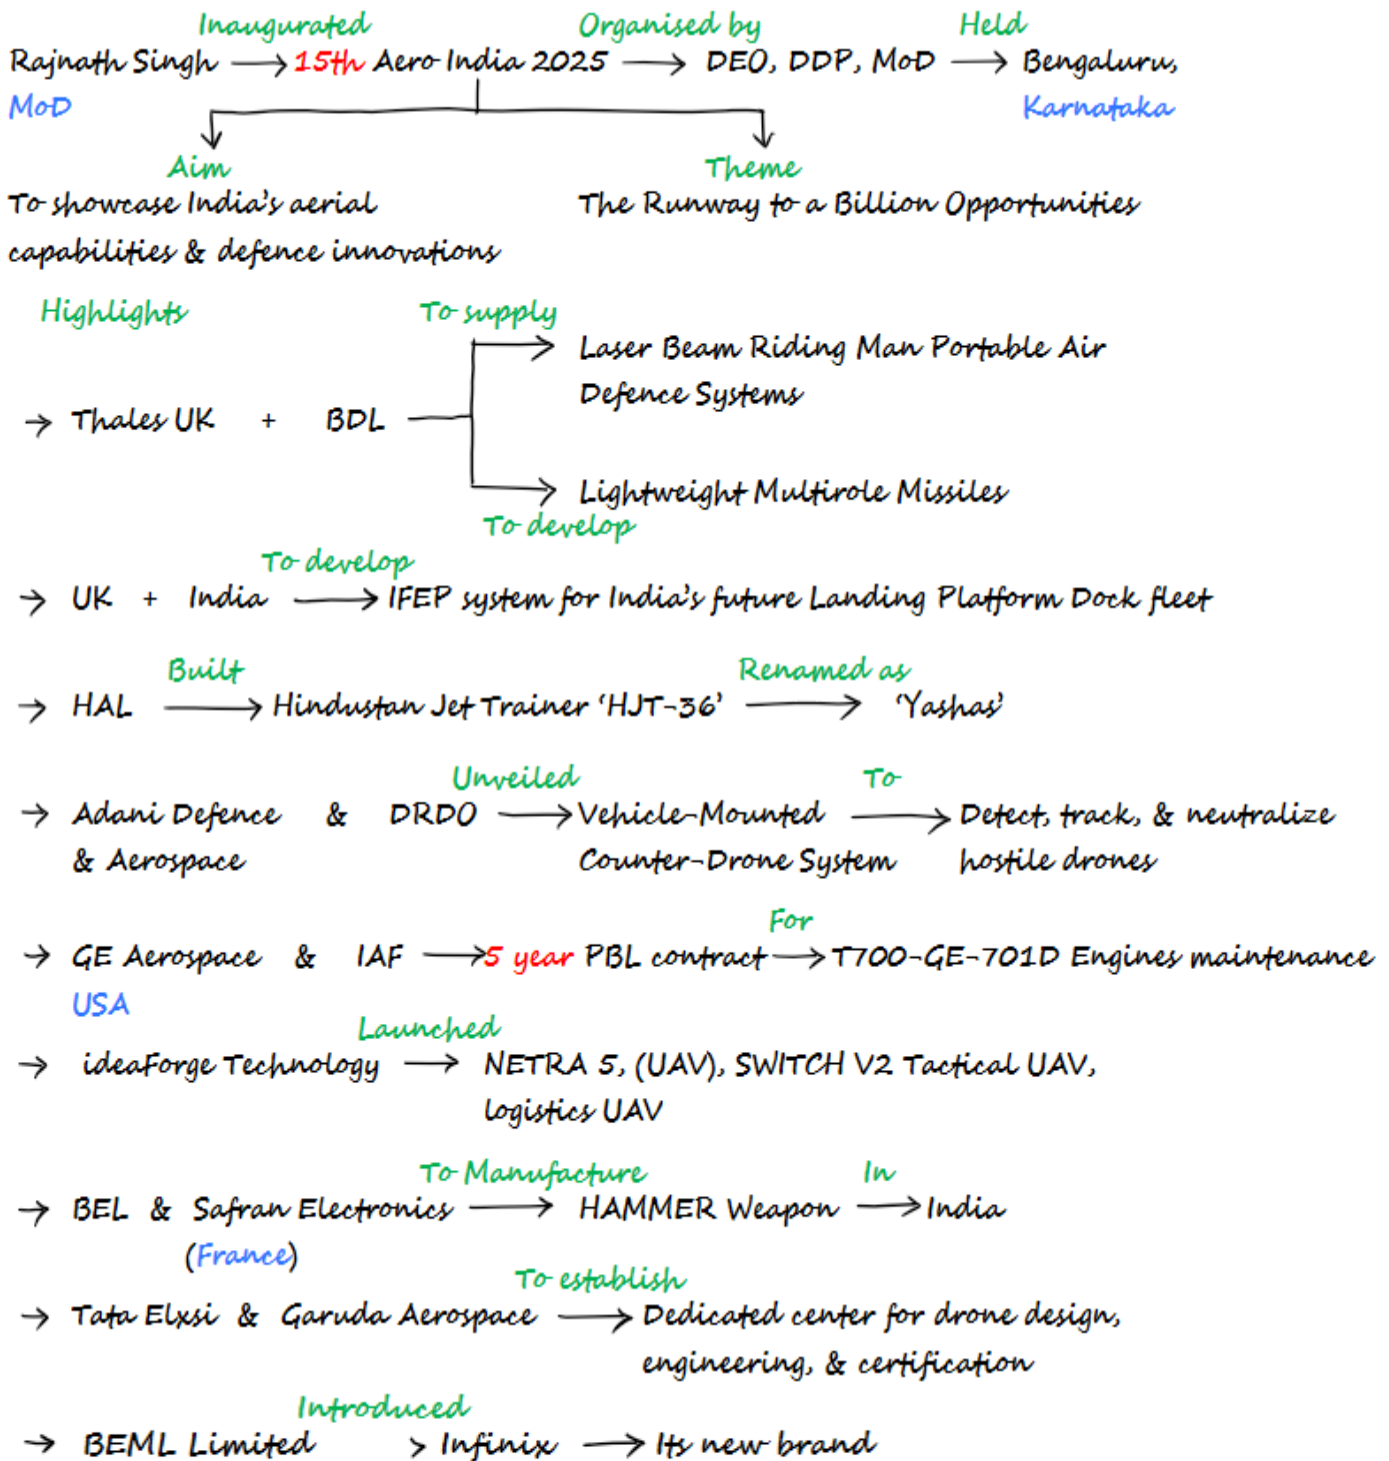 Inaugurated Organised by Held
Rajnath Singh → 15th Aero India 2025 → DEO, DDP, MoD → Bengaluru,
MoD Karnataka
Aim Theme
To showcase India's aerial The Runway to a Billion Opportunities
capabilities & defence innovations
Highlights To supply
Laser Beam Riding Man Portable Air
Defence Systems
→ Thales UK + BDL
Lightweight Multirole Missiles
To develop
To develop
→ UK + India → IFEP system for India's future Landing Platform Dock fleet
Built Renamed as
→ HAL → Hindustan Jet Trainer 'HJT-36' → 'Yashas'
Unveiled To
→ Adani Defence & DRDO → Vehicle-Mounted → Detect, track, & neutralize
& Aerospace Counter-Drone System hostile drones
For
→ GE Aerospace & IAF → 5 year PBL contract → T700-GE-701D Engines maintenance
USA
Launched
→ ideaForge Technology → NETRA 5, (UAV), SWITCH V2 Tactical UAV,
logistics UAV
To Manufacture In
→ BEL & Safran Electronics → HAMMER Weapon → India
(France)
To establish
→ Tata Elxsi & Garuda Aerospace → Dedicated center for drone design,
engineering, & certification
Introduced
→ BEML Limited > Infinix → Its new brand